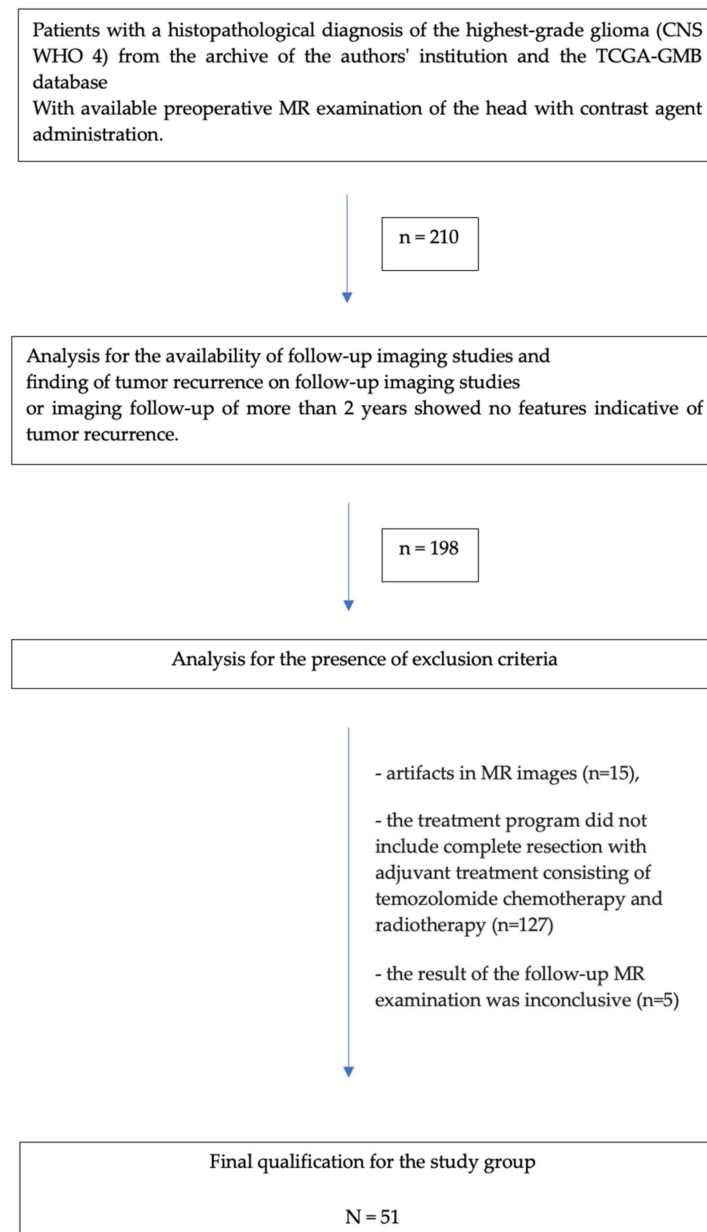 Patients with a histopathological diagnosis of the highest-grade glioma (CNS
WHO 4) from the archive of the authors' institution and the TCGA-GMB
database
With available preoperative MR examination of the head with contrast agent
administration.
n = 210
Analysis for the availability of follow-up imaging studies and
finding of tumor recurrence on follow-up imaging studies
or imaging follow-up of more than 2 years showed no features indicative of
tumor recurrence.
n = 198
Analysis for the presence of exclusion criteria
- artifacts in MR images (n=15),
- the treatment program did not
include complete resection with
adjuvant treatment consisting of
temozolomide chemotherapy and
radiotherapy (n=127)
- the result of the follow-up MR
examination was inconclusive (n=5)
Final qualification for the study group
N = 51